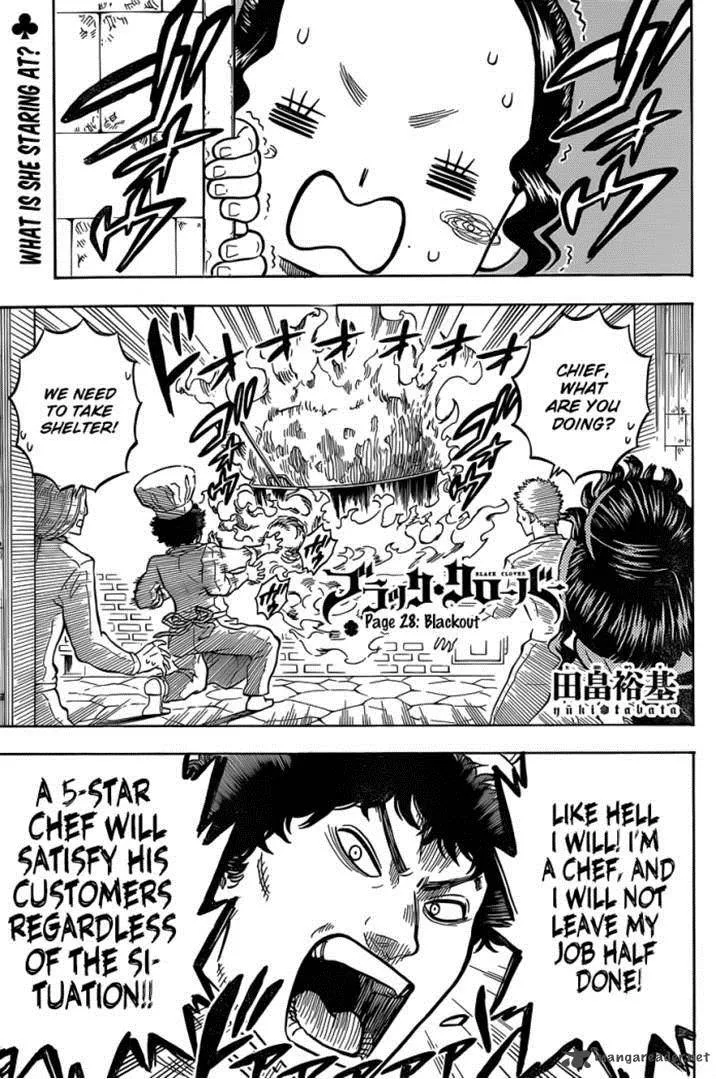 WHAT IS SHE STARING AT?
CHIEF,
WHAT
ARE YOU
DOING?
WE NEED
TO TAKE
SHELTER!
BLACK CLOVER
ブラック・クローバー
Page 28: Blackout
田畠裕基
yūki tabata
LIKE HELL
I WILL! I'M
A CHEF, AND
I WILL NOT
LEAVE MY
JOB HALF
DONE!
A 5-STAR
CHEF WILL
SATISFY HIS
CUSTOMERS
REGARDLESS
OF THE SI-
TUATION!!
mangareader.net